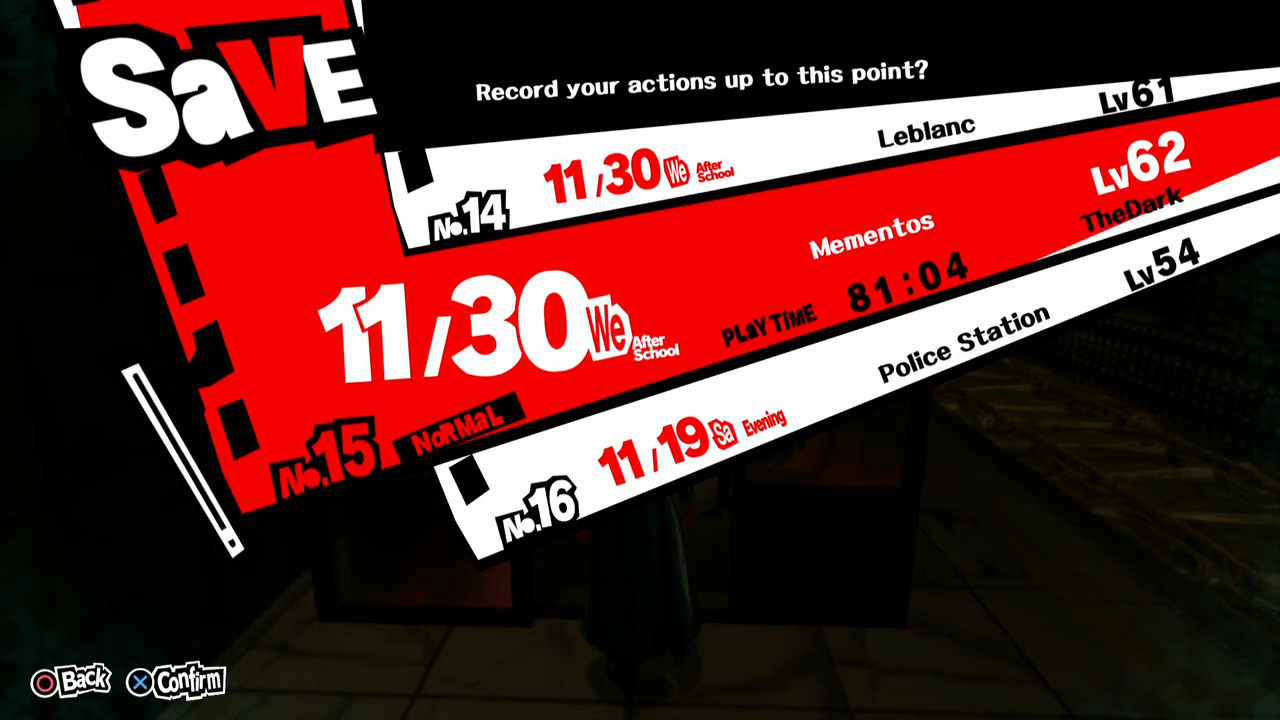 SaVE
Record your actions up to this point?
No.14 11/30 We After School Leblanc Lv61
No.15 11/30 We After School Mementos Lv62
NoRMaL PLaY TiME 81:04 TheDark
No.16 11/19 Sa Evening Police Station Lv54
Back Confirm